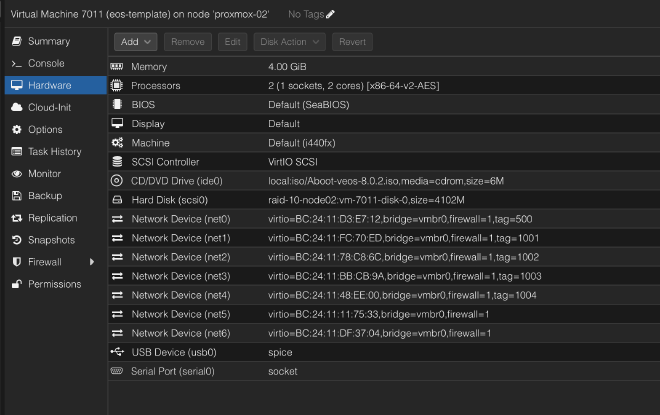 Virtual Machine 7011 (eos-template) on node 'proxmox-02' No Tags
Summary
Console
Hardware
Cloud-Init
Options
Task History
Monitor
Backup
Replication
Snapshots
Firewall
Permissions
Add Remove Edit Disk Action Revert
Memory 4.00 GiB
Processors 2 (1 sockets, 2 cores) [x86-64-v2-AES]
BIOS Default (SeaBIOS)
Display Default
Machine Default (i440fx)
SCSI Controller VirtIO SCSI
CD/DVD Drive (ide0) local:iso/Aboot-veos-8.0.2.iso,media=cdrom,size=6M
Hard Disk (scsi0) raid-10-node02:vm-7011-disk-0,size=4102M
Network Device (net0) virtio=BC:24:11:D3:E7:12,bridge=vmbr0,firewall=1,tag=500
Network Device (net1) virtio=BC:24:11:FC:70:ED,bridge=vmbr0,firewall=1,tag=1001
Network Device (net2) virtio=BC:24:11:78:C8:6C,bridge=vmbr0,firewall=1,tag=1002
Network Device (net3) virtio=BC:24:11:BB:CB:9A,bridge=vmbr0,firewall=1,tag=1003
Network Device (net4) virtio=BC:24:11:48:EE:00,bridge=vmbr0,firewall=1,tag=1004
Network Device (net5) virtio=BC:24:11:11:75:33,bridge=vmbr0,firewall=1
Network Device (net6) virtio=BC:24:11:DF:37:04,bridge=vmbr0,firewall=1
USB Device (usb0) spice
Serial Port (serial0) socket